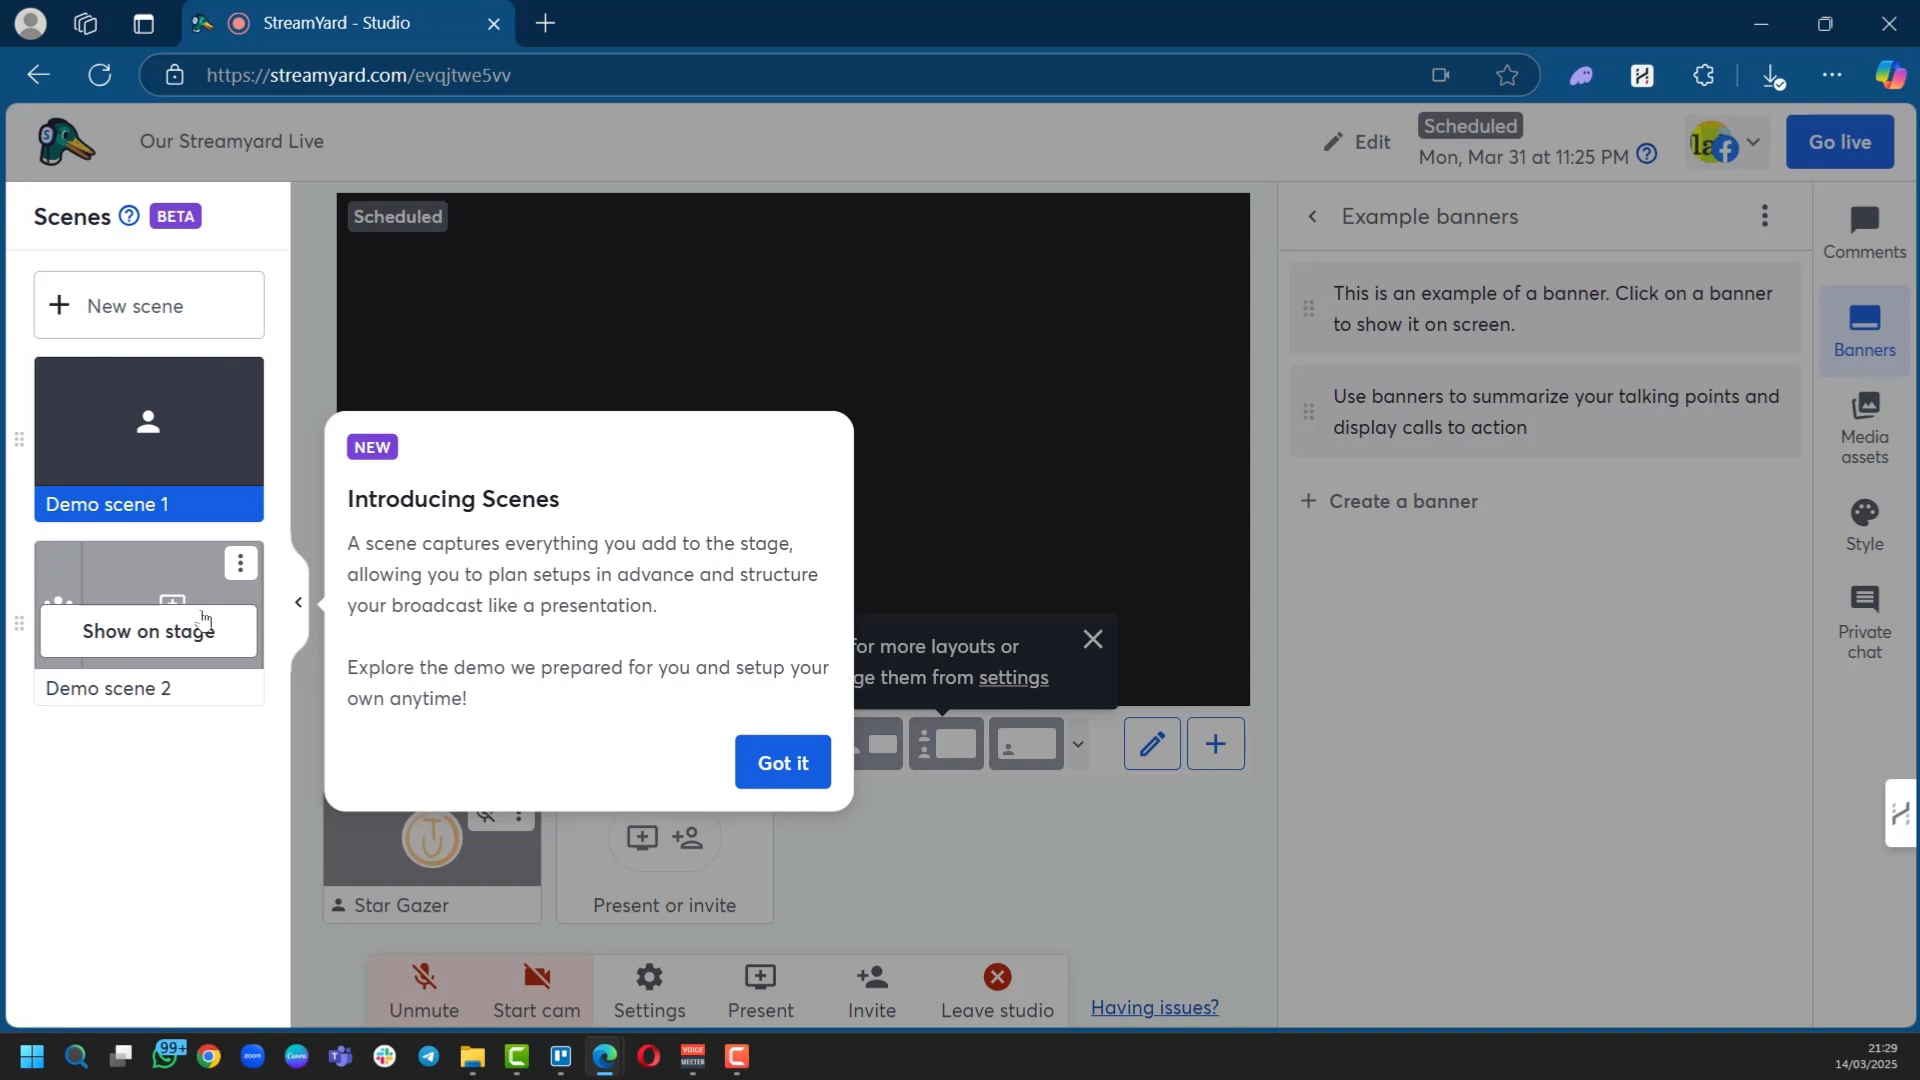 StreamYard - Studio
https://streamyard.com/evqjtwe5vv
Our Streamyard Live
Edit
Scheduled
Mon, Mar 31 at 11:25 PM
Go live
Scenes
BETA
New scene
Demo scene 1
Show on stage
Demo scene 2
Scheduled
NEW
Introducing Scenes
A scene captures everything you add to the stage,
allowing you to plan setups in advance and structure
your broadcast like a presentation.
Explore the demo we prepared for you and setup your
own anytime!
Got it
for more layouts or
ge them from settings
Star Gazer
Present or invite
Unmute
Start cam
Settings
Present
Invite
Leave studio
Having issues?
Example banners
This is an example of a banner. Click on a banner
to show it on screen.
Use banners to summarize your talking points and
display calls to action
+ Create a banner
Comments
Banners
Media
assets
Style
Private
chat
99+
zoom
Canva
VOICE
MEETER
21:29
14/03/2025